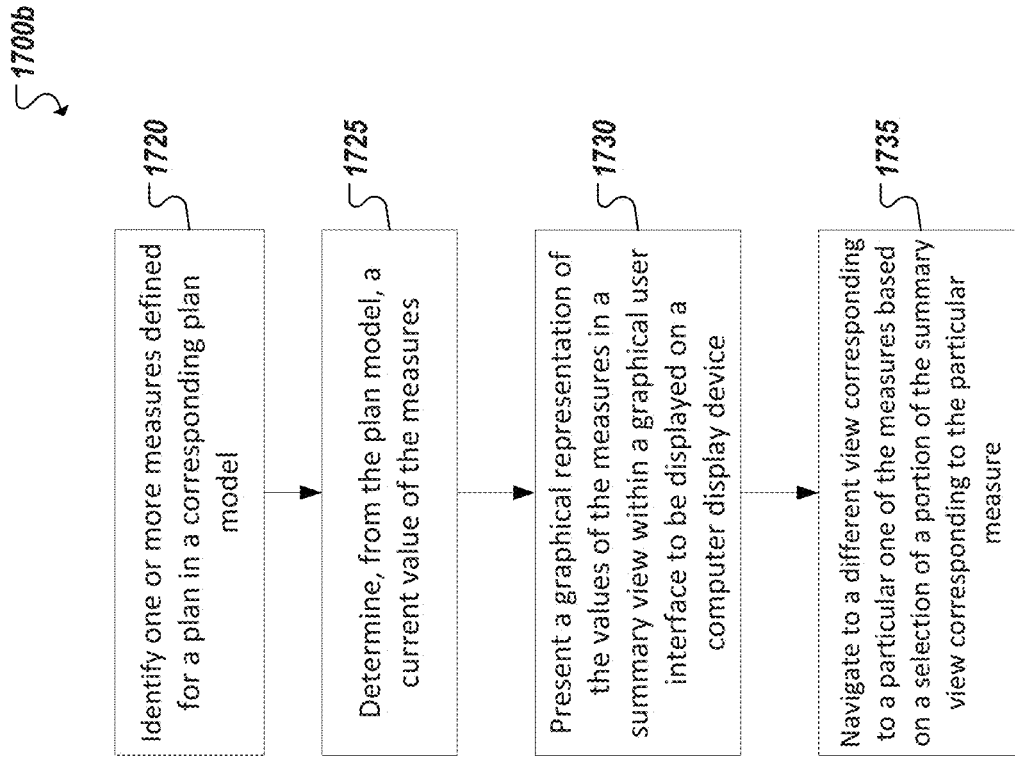 1700b
Identify one or more measures defined
for a plan in a corresponding plan
model
1720
Determine, from the plan model, a
current value of the measures
1725
Present a graphical representation of
the values of the measures in a
summary view within a graphical user
interface to be displayed on a
computer display device
1730
Navigate to a different view corresponding
to a particular one of the measures based
on a selection of a portion of the summary
view corresponding to the particular
measure
1735